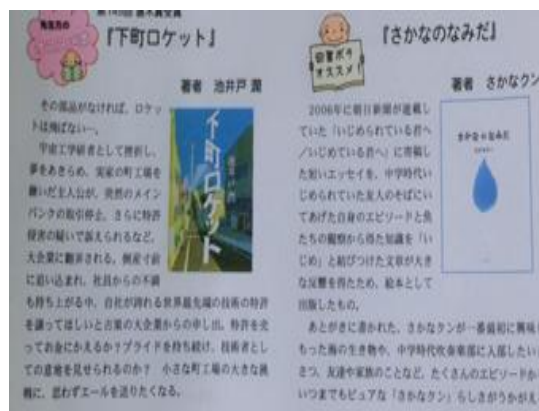 第145回 直木賞受賞
『下町ロケット』
著者 池井戸 潤
その部品がなければ、ロケッ
トは飛ばない―。
宇宙工学研者として挫折し、
夢をあきらめ、実家の町工場を
継いだ主人公が、突然のメイン
バンクの取引停止、さらに特許
侵害の疑いで訴えられるなど、
大企業に翻弄される。倒産寸前
に追い込まれ、社員からの不満
も持ち上がる中、自社が誇れる世界最先端の技術の特許
を譲ってほしいと古巣の大企業からの申し出。特許を売
ってお金にかえるか？プライドを持ち続け、技術者とし
ての意地を見せられるのか？ 小さな町工場の大きな挑
戦に、思わずエールを送りたくなる。
下町ロケット
池井戸 潤
図書ボラ
オススメ！
『さかなのなみだ』
著者 さかなクン
2006年に朝日新聞が連載し
ていた「いじめられている君へ
／いじめている君へ」に寄稿し
た短いエッセイを、中学時代い
じめられていた友人のそばにい
てあげた自身のエピソードと魚
たちの観察から得た知識を「い
じめ」と結びつけた文章が大き
な反響を得たため、絵本として
出版したもの。
あとがきに書かれた、さかなクンが一番最初に興味
もった海の生き物や、中学時代吹奏楽部に入部したい
さつ、友達や家族のことなど、たくさんのエピソードか
いつまでもピュアな「さかなクン」らしさがうかがえ
さかなのなみだ